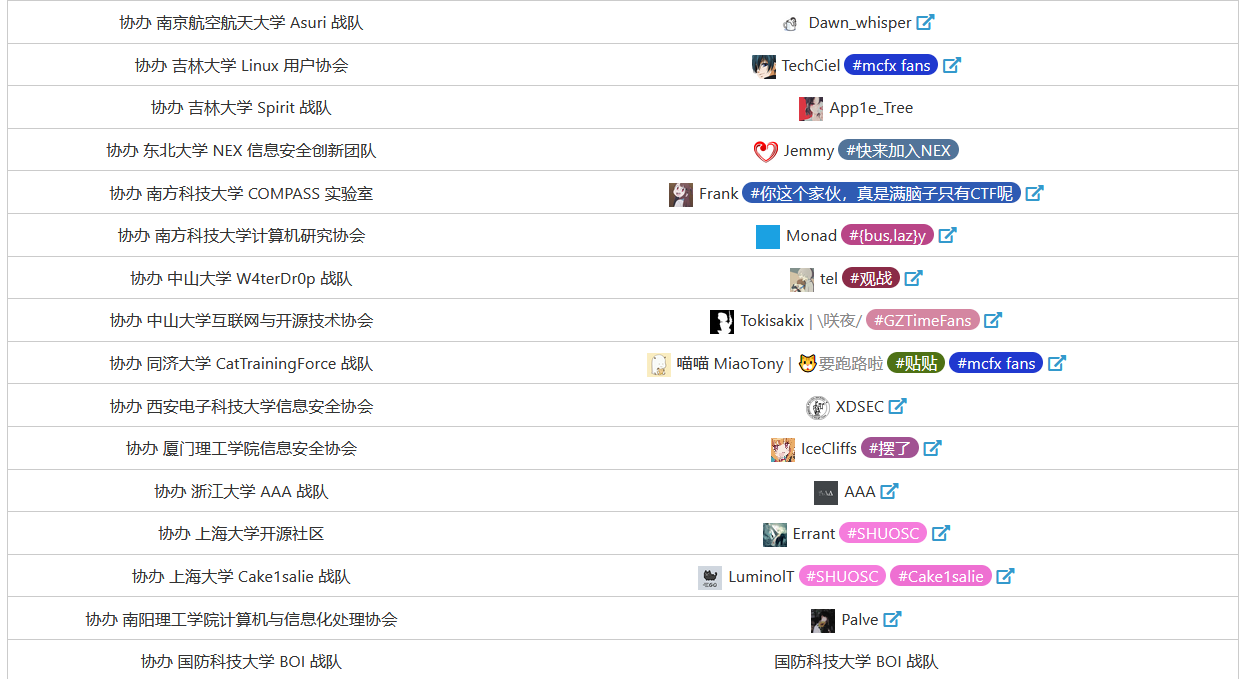 协办 南京航空航天大学 Asuri 战队 Dawn_whisper
协办 吉林大学 Linux 用户协会 TechCiel #mcfx fans
协办 吉林大学 Spirit 战队 App1e_Tree
协办 东北大学 NEX 信息安全创新团队 Jemmy #快来加入NEX
协办 南方科技大学 COMPASS 实验室 Frank #你这个家伙，真是满脑子只有CTF呢
协办 南方科技大学计算机研究协会 Monad #{bus,laz}y
协办 中山大学 W4terDr0p 战队 tel #观战
协办 中山大学互联网与开源技术协会 Tokisakix | \咲夜/ #GZTimeFans
协办 同济大学 CatTrainingForce 战队 喵喵 MiaoTony | 🐱要跑路啦 #贴贴 #mcfx fans
协办 西安电子科技大学信息安全协会 XDSEC
协办 厦门理工学院信息安全协会 IceCliffs #摆了
协办 浙江大学 AAA 战队 AAA
协办 上海大学开源社区 Errant #SHUOSC
协办 上海大学 Cake1salie 战队 LuminolT #SHUOSC #Cake1salie
协办 南阳理工学院计算机与信息化处理协会 Palve
协办 国防科技大学 BOI 战队 国防科技大学 BOI 战队